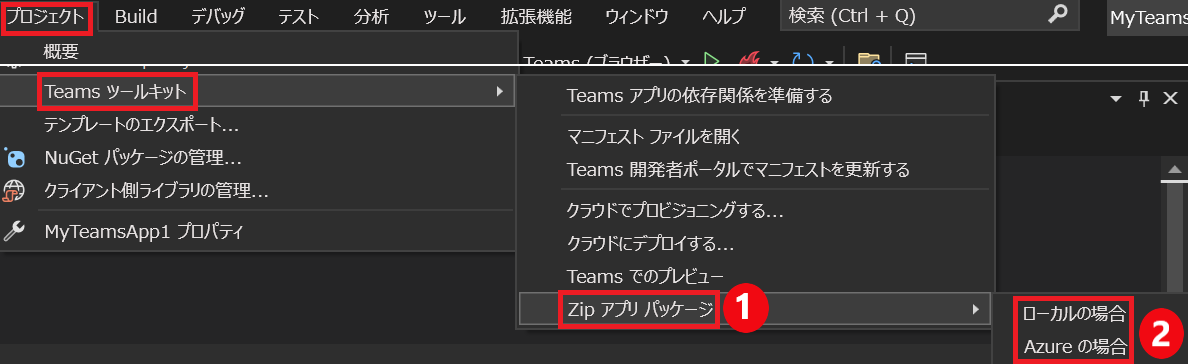 プロジェクト Build デバッグ テスト 分析 ツール 拡張機能 ウィンドウ ヘルプ 検索 (Ctrl + Q) MyTeams
概要
Teams (ブラウザー)
Teams ツールキット
テンプレートのエクスポート...
NuGet パッケージの管理...
クライアント側ライブラリの管理...
MyTeamsApp1 プロパティ
Teams アプリの依存関係を準備する
マニフェスト ファイルを開く
Teams 開発者ポータルでマニフェストを更新する
クラウドでプロビジョニングする...
クラウドにデプロイする...
Teams でのプレビュー
Zip アプリ パッケージ 1
ローカルの場合
Azure の場合 2